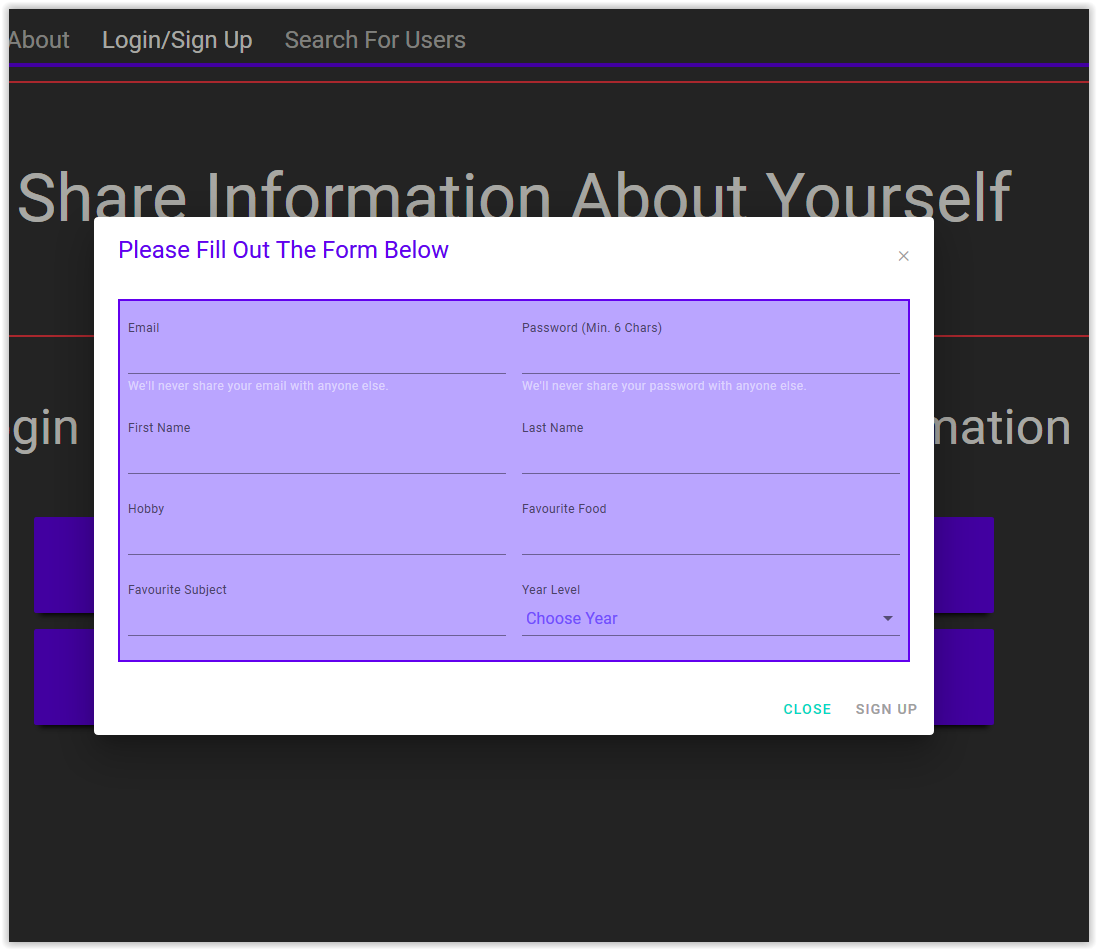 About Login/Sign Up Search For Users
Share Information About Yourself
Please Fill Out The Form Below
×
Email Password (Min. 6 Chars)
We'll never share your email with anyone else. We'll never share your password with anyone else.
gin mation
First Name Last Name
Hobby Favourite Food
Favourite Subject Year Level
Choose Year
CLOSE SIGN UP